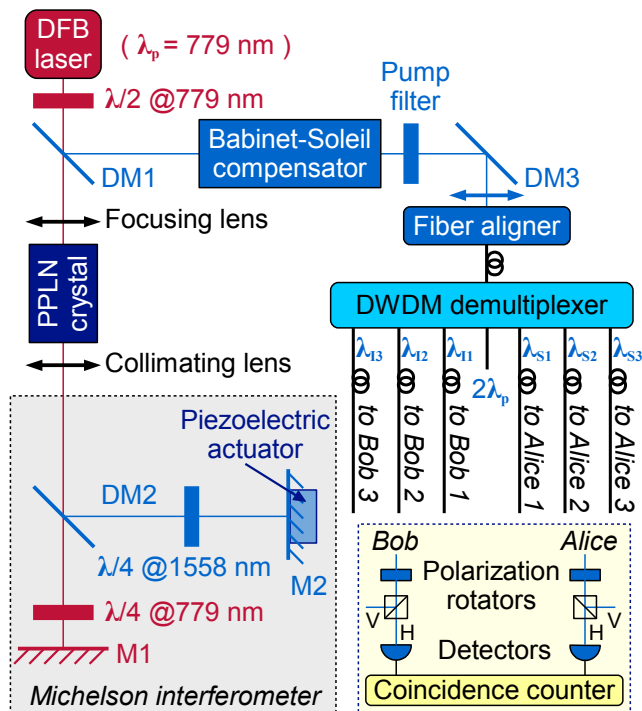 DFB
laser
( λp = 779 nm )
λ/2 @779 nm
Pump
filter
Babinet-Soleil
compensator
DM1
DM3
Focusing lens
Fiber aligner
PPLN
crystal
DWDM demultiplexer
Collimating lens
λI3
λI2
λI1
2λp
λS1
λS2
λS3
to Bob 3
to Bob 2
to Bob 1
to Alice 1
to Alice 2
to Alice 3
Piezoelectric
actuator
DM2
λ/4 @1558 nm
M2
λ/4 @779 nm
M1
Michelson interferometer
Bob
Alice
Polarization
rotators
V
H
V
H
Detectors
Coincidence counter